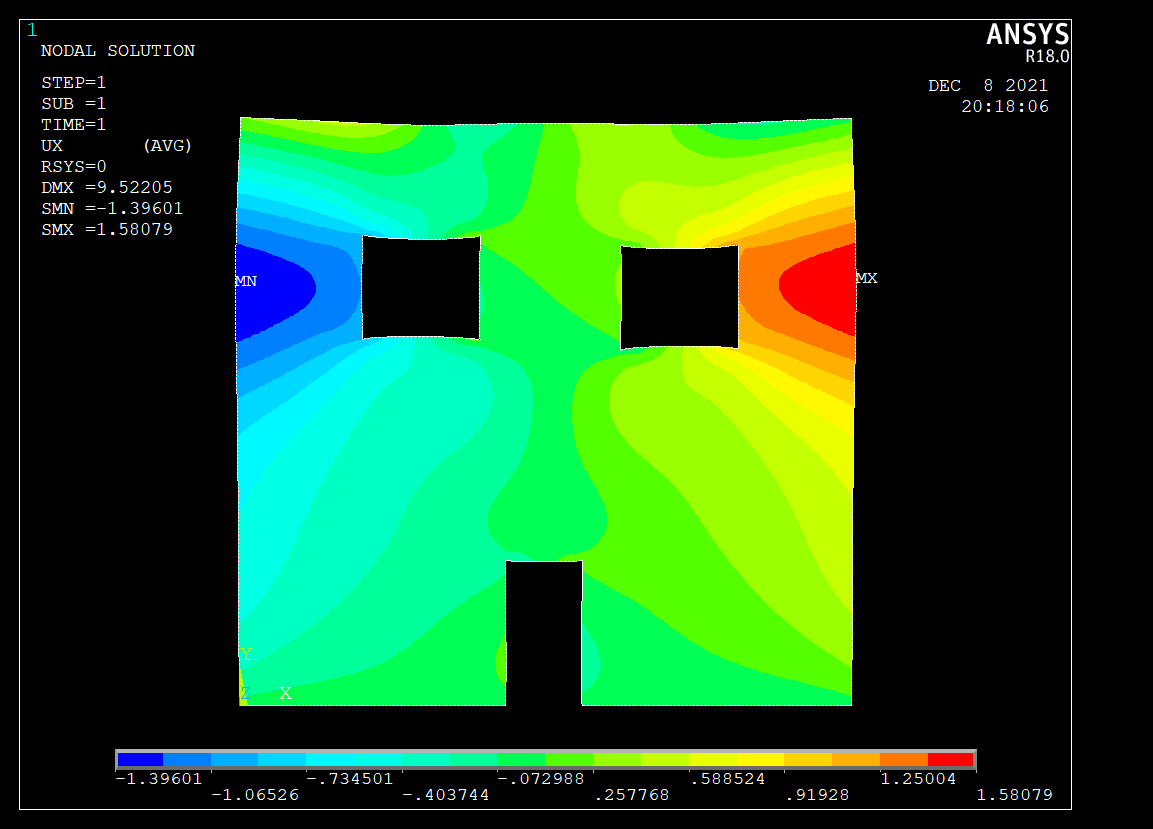 1
ANSYS
R18.0
NODAL SOLUTION
DEC 8 2021
20:18:06
STEP=1
SUB =1
TIME=1
UX (AVG)
RSYS=0
DMX =9.52205
SMN =-1.39601
SMX =1.58079
MN
MX
Y
Z X
-1.39601 -.734501 -.072988 .588524 1.25004
-1.06526 -.403744 .257768 .91928 1.58079